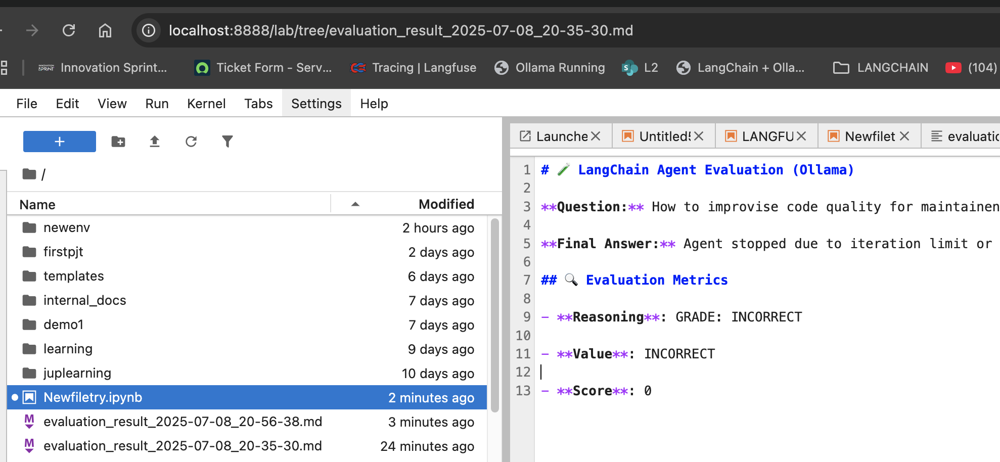 localhost:8888/lab/tree/evaluation_result_2025-07-08_20-35-30.md
INNOVATION SPRINT Innovation Sprint... Ticket Form - Serv... Tracing | Langfuse Ollama Running S L2 LangChain + Olla... LANGCHAIN (104)
File Edit View Run Kernel Tabs Settings Help
+
/
Name Modified
newenv 2 hours ago
firstpjt 2 days ago
templates 6 days ago
internal_docs 7 days ago
demo1 7 days ago
learning 9 days ago
juplearning 10 days ago
Newfiletry.ipynb 2 minutes ago
M evaluation_result_2025-07-08_20-56-38.md 3 minutes ago
M evaluation_result_2025-07-08_20-35-30.md 24 minutes ago
Launche Untitled LANGFU Newfilet evaluatio
1 # 🧪 LangChain Agent Evaluation (Ollama)
2
3 **Question:** How to improvise code quality for maintainen
4
5 **Final Answer:** Agent stopped due to iteration limit or
6
7 ## 🔍 Evaluation Metrics
8
9 - **Reasoning**: GRADE: INCORRECT
10
11 - **Value**: INCORRECT
12
13 - **Score**: 0